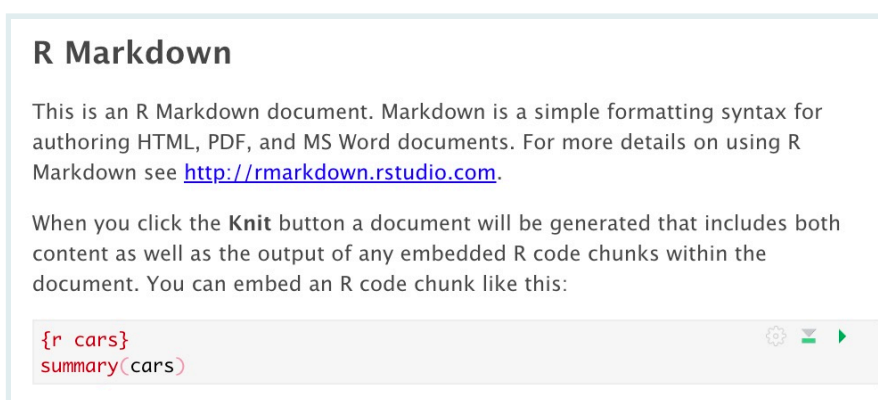 R Markdown
This is an R Markdown document. Markdown is a simple formatting syntax for
authoring HTML, PDF, and MS Word documents. For more details on using R
Markdown see http://rmarkdown.rstudio.com.
When you click the Knit button a document will be generated that includes both
content as well as the output of any embedded R code chunks within the
document. You can embed an R code chunk like this:
{r cars}
summary(cars)